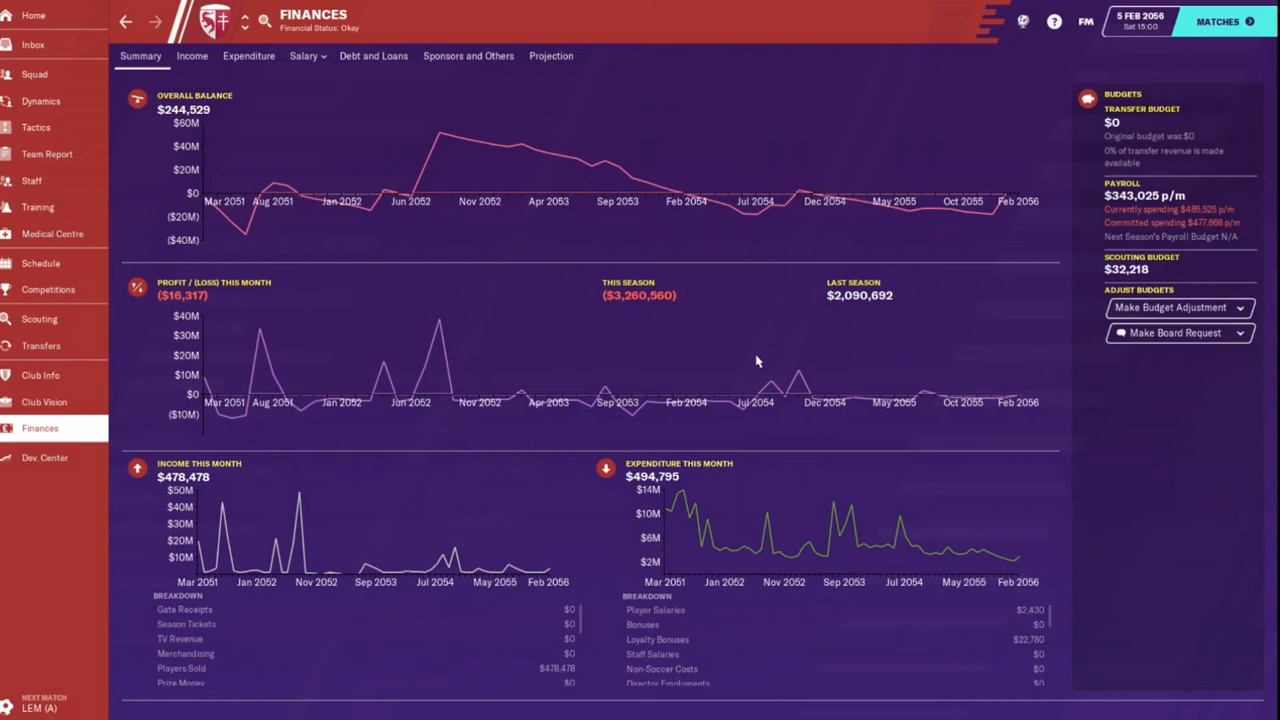 Home
Inbox
Squad
Dynamics
Tactics
Team Report
Staff
Training
Medical Centre
Schedule
Competitions
Scouting
Transfers
Club Info
Club Vision
Finances
Dev. Center
NEXT MATCH
LEM (A)
FINANCES
Financial Status: Okay
FM
5 FEB 2056
Sat 15:00
MATCHES
Summary Income Expenditure Salary Debt and Loans Sponsors and Others Projection
OVERALL BALANCE
$244,529
$60M
$40M
$20M
$0
($20M)
($40M)
Mar 2051 Aug 2051 Jan 2052 Jun 2052 Nov 2052 Apr 2053 Sep 2053 Feb 2054 Jul 2054 Dec 2054 May 2055 Oct 2055 Feb 2056
PROFIT / (LOSS) THIS MONTH
($16,317)
THIS SEASON
($3,260,560)
LAST SEASON
$2,090,692
$40M
$30M
$20M
$10M
$0
($10M)
Mar 2051 Aug 2051 Jan 2052 Jun 2052 Nov 2052 Apr 2053 Sep 2053 Feb 2054 Jul 2054 Dec 2054 May 2055 Oct 2055 Feb 2056
INCOME THIS MONTH
$478,478
$50M
$40M
$30M
$20M
$10M
Mar 2051 Jan 2052 Nov 2052 Sep 2053 Jul 2054 May 2055 Feb 2056
BREAKDOWN
Gate Receipts $0
Season Tickets $0
TV Revenue $0
Merchandising $0
Players Sold $478,478
Prize Money $0
EXPENDITURE THIS MONTH
$494,795
$14M
$10M
$6M
$2M
Mar 2051 Jan 2052 Nov 2052 Sep 2053 Jul 2054 May 2055 Feb 2056
BREAKDOWN
Player Salaries $2,430
Bonuses $0
Loyalty Bonuses $22,780
Staff Salaries $0
Non-Soccer Costs $0
Director Emoluments $0
BUDGETS
TRANSFER BUDGET
$0
Original budget was $0
0% of transfer revenue is made
available
PAYROLL
$343,025 p/m
Currently spending $485,525 p/m
Committed spending $477,668 p/m
Next Season's Payroll Budget N/A
SCOUTING BUDGET
$32,218
ADJUST BUDGETS
Make Budget Adjustment
Make Board Request